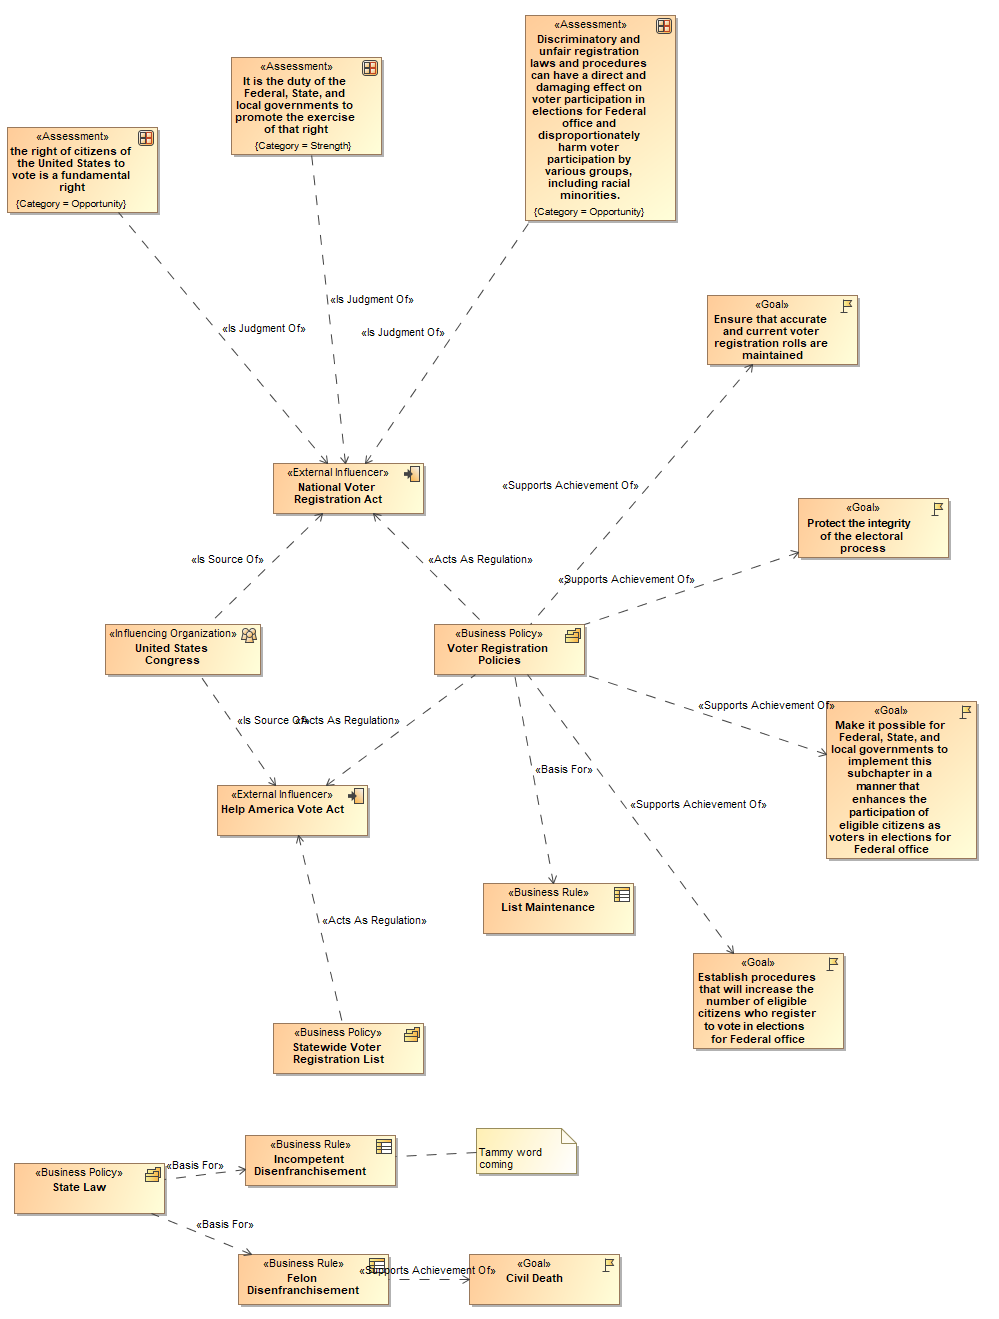 «Assessment»
Discriminatory and
unfair registration
laws and procedures
can have a direct and
damaging effect on
voter participation in
elections for Federal
office and
disproportionately
harm voter
participation by
various groups,
including racial
minorities.
{Category = Opportunity}
«Assessment»
It is the duty of the
Federal, State, and
local governments to
promote the exercise
of that right
{Category = Strength}
«Assessment»
the right of citizens of
the United States to
vote is a fundamental
right
{Category = Opportunity}
«Is Judgment Of»
«Is Judgment Of»
«Is Judgment Of»
«Goal»
Ensure that accurate
and current voter
registration rolls are
maintained
«External Influencer»
National Voter
Registration Act
«Supports Achievement Of»
«Goal»
Protect the integrity
of the electoral
process
«Is Source Of»
«Acts As Regulation»
«Supports Achievement Of»
«Influencing Organization»
United States
Congress
«Business Policy»
Voter Registration
Policies
«Supports Achievement Of»
«Goal»
Make it possible for
Federal, State, and
local governments to
implement this
subchapter in a
manner that
enhances the
participation of
eligible citizens as
voters in elections for
Federal office
«Is Source Of»
«Acts As Regulation»
«Basis For»
«Supports Achievement Of»
«External Influencer»
Help America Vote Act
«Business Rule»
List Maintenance
«Acts As Regulation»
«Goal»
Establish procedures
that will increase the
number of eligible
citizens who register
to vote in elections
for Federal office
«Business Policy»
Statewide Voter
Registration List
«Business Rule»
Incompetent
Disenfranchisement
Tammy word
coming
«Basis For»
«Business Policy»
State Law
«Basis For»
«Business Rule»
Felon
Disenfranchisement
«Supports Achievement Of»
«Goal»
Civil Death